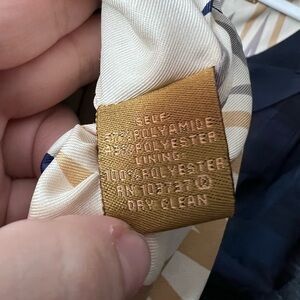 SELF
57% POLYAMIDE
43% POLYESTER
LINING
100% POLYESTER
RN 103737 Ⓚ
DRY CLEAN